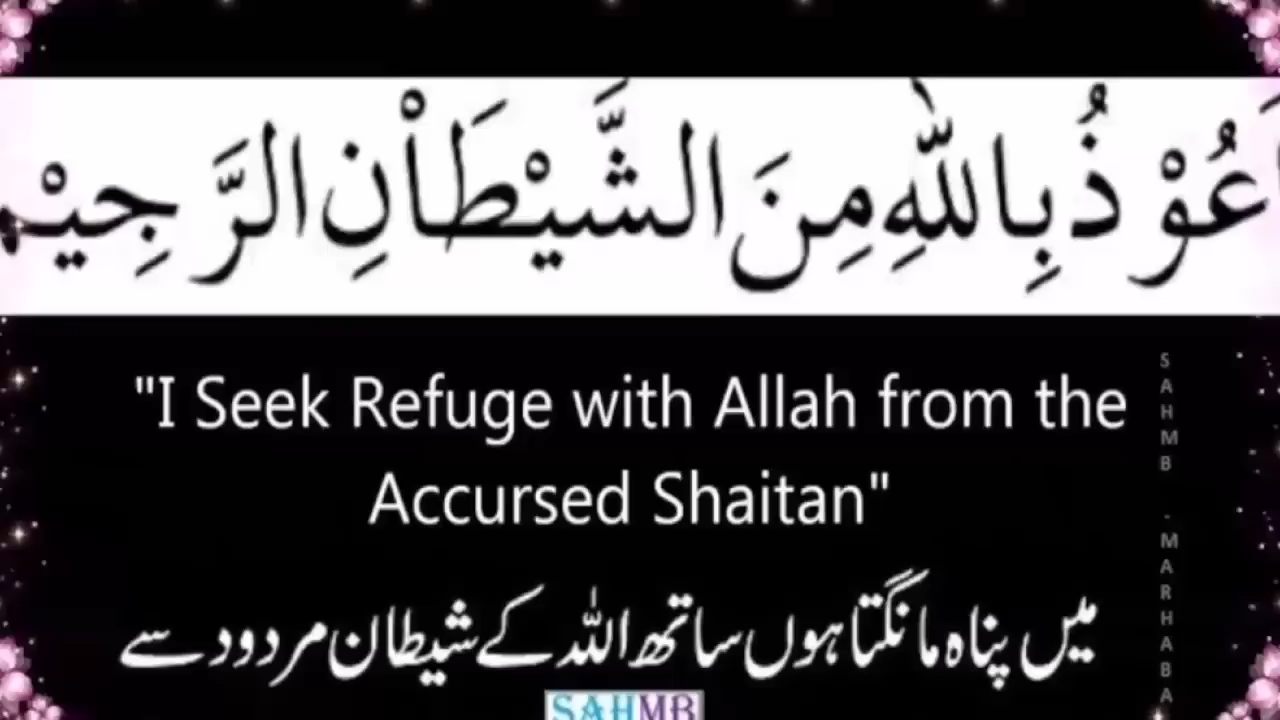 اَعُوْذُ بِاللّٰهِ مِنَ الشَّيْطَاْنِ الرَّجِيْم
"I Seek Refuge with Allah from the
Accursed Shaitan"
میں پناہ مانگتا ہوں ساتھ اللہ کے شیطان مردود سے
SAHMB
SAHMB - MARHABA